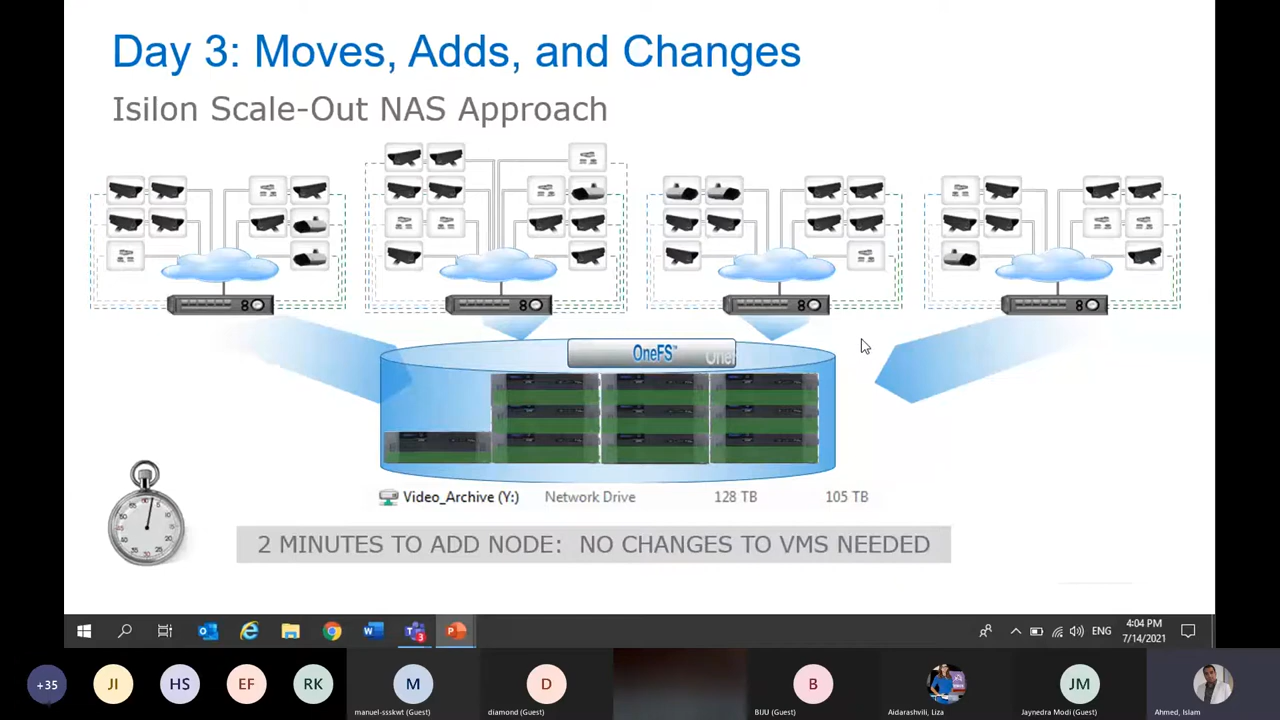 Day 3: Moves, Adds, and Changes
Isilon Scale-Out NAS Approach
OneFS™
Video_Archive (Y:) Network Drive 128 TB 105 TB
2 MINUTES TO ADD NODE: NO CHANGES TO VMS NEEDED
ENG
4:04 PM
7/14/2021
+35
JI
HS
EF
RK
M
manuel-ssskwt (Guest)
D
diamond (Guest)
B
BIJU (Guest)
Aidarashvili, Liza
JM
Jaynedra Modi (Guest)
Ahmed, Islam